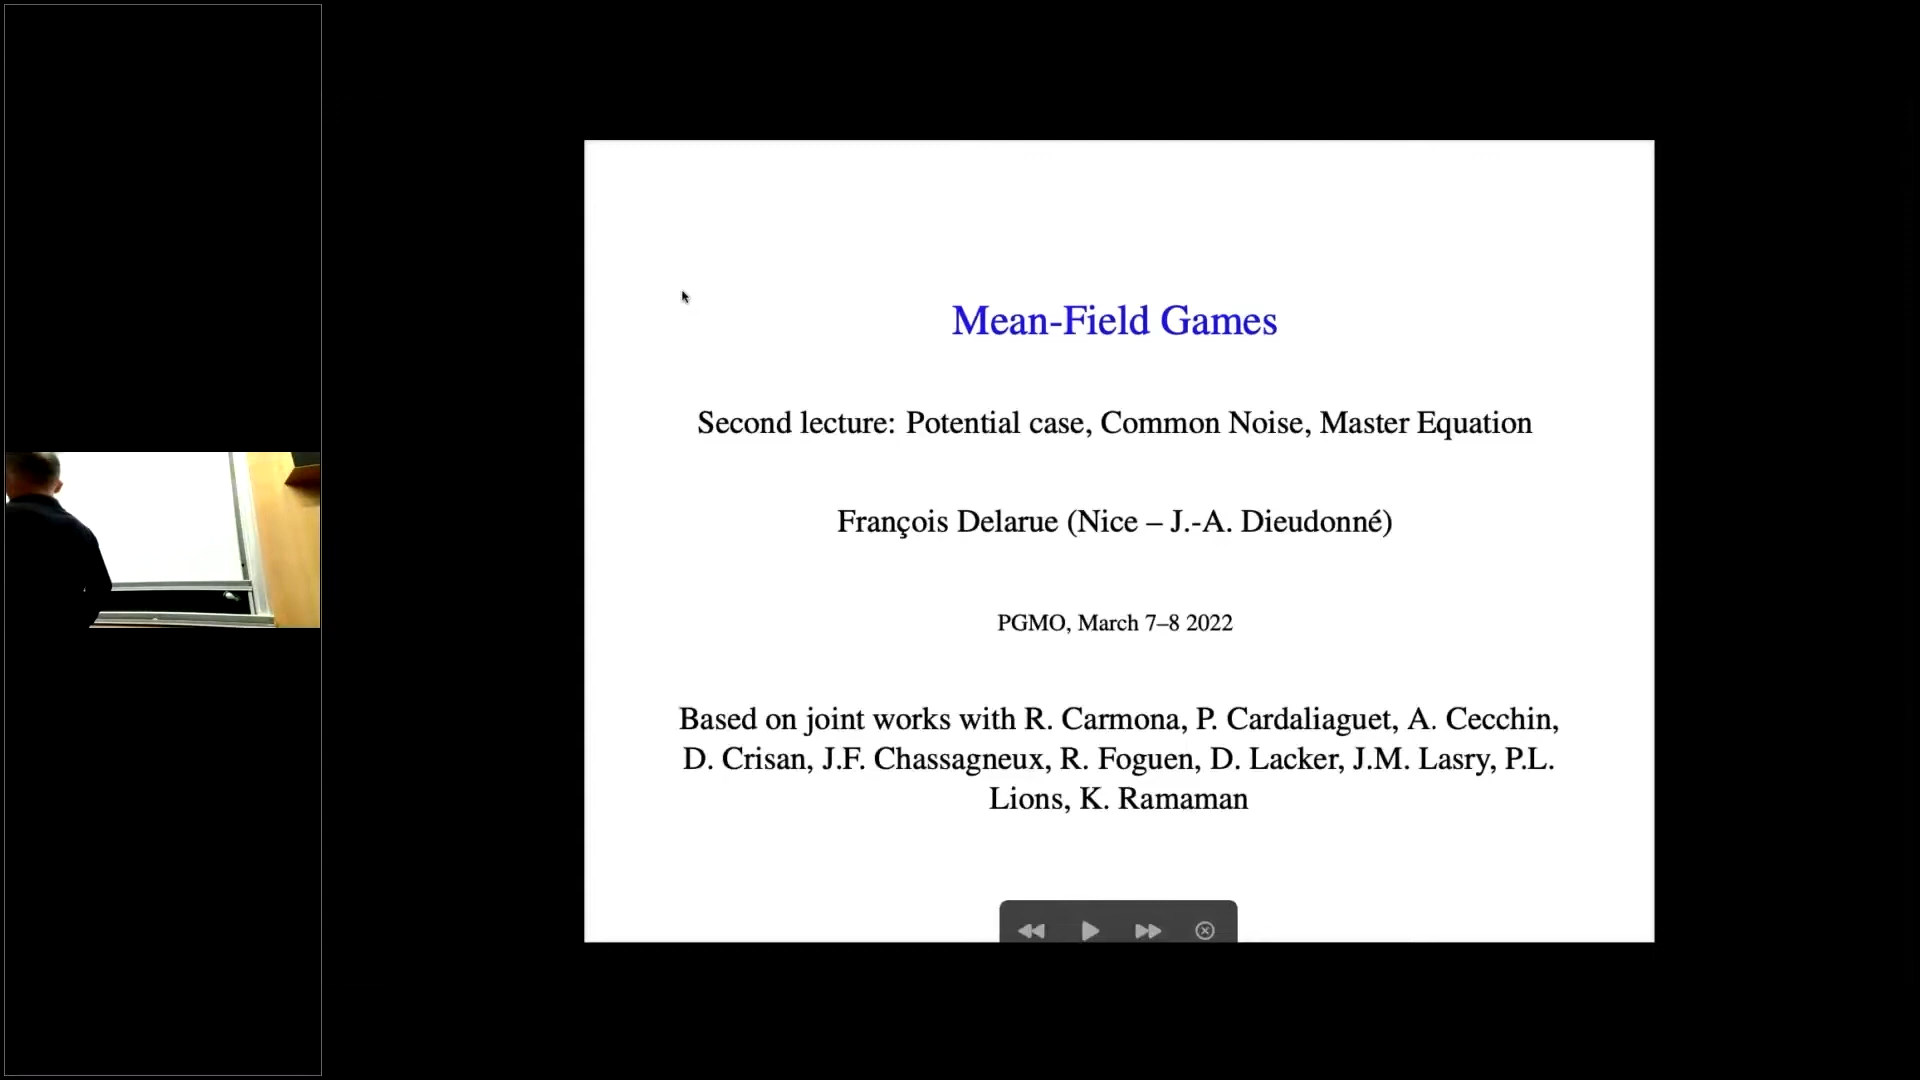 Mean-Field Games
Second lecture: Potential case, Common Noise, Master Equation
François Delarue (Nice – J.-A. Dieudonné)
PGMO, March 7–8 2022
Based on joint works with R. Carmona, P. Cardaliaguet, A. Cecchin,
D. Crisan, J.F. Chassagneux, R. Foguen, D. Lacker, J.M. Lasry, P.L.
Lions, K. Ramaman